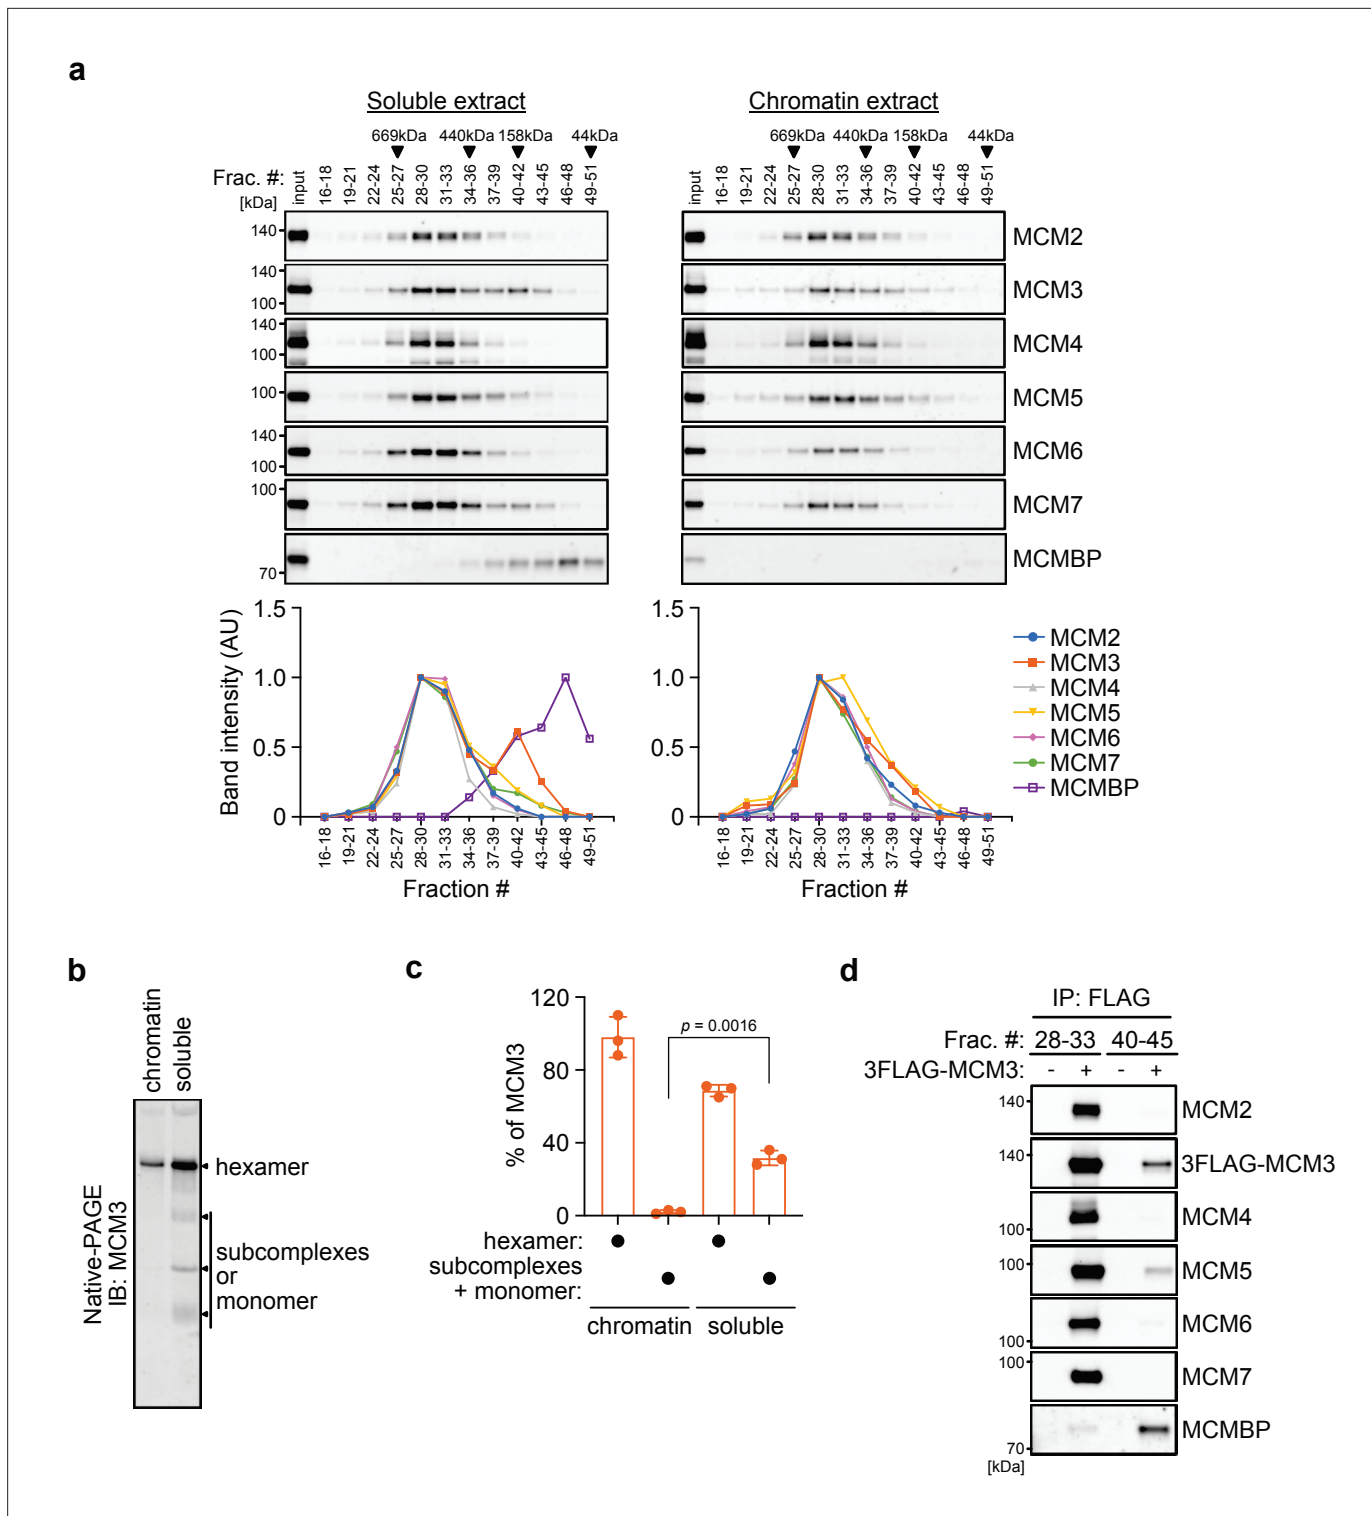 a
Soluble extract
Chromatin extract
669kDa 440kDa 158kDa 44kDa
669kDa 440kDa 158kDa 44kDa
Frac. #: input 16-18 19-21 22-24 25-27 28-30 31-33 34-36 37-39 40-42 43-45 46-48 49-51
input 16-18 19-21 22-24 25-27 28-30 31-33 34-36 37-39 40-42 43-45 46-48 49-51
[kDa]
140 MCM2
140
100 MCM3
140
100 MCM4
100 MCM5
140
100 MCM6
100 MCM7
70 MCMBP
Band intensity (AU)
1.5
1.0
0.5
0
16-18 19-21 22-24 25-27 28-30 31-33 34-36 37-39 40-42 43-45 46-48 49-51
Fraction #
1.5
1.0
0.5
0
16-18 19-21 22-24 25-27 28-30 31-33 34-36 37-39 40-42 43-45 46-48 49-51
Fraction #
MCM2
MCM3
MCM4
MCM5
MCM6
MCM7
MCMBP
b
chromatin
soluble
Native-PAGE
IB: MCM3
hexamer
subcomplexes
or
monomer
c
% of MCM3
120
80
40
0
p = 0.0016
hexamer:
subcomplexes
+ monomer:
chromatin soluble
d
IP: FLAG
Frac. #: 28-33 40-45
3FLAG-MCM3: - + - +
140 MCM2
140 3FLAG-MCM3
100 MCM4
100 MCM5
100 MCM6
100 MCM7
70 MCMBP
[kDa]